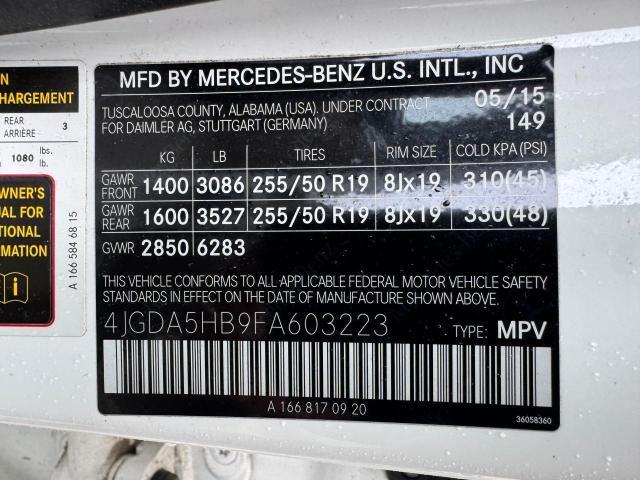 N
HARGEMENT
REAR
ARRIÈRE 3
1080 lbs.
lb.
WNER'S
UAL FOR
TIONAL
RMATION
A 166 584 68 15
MFD BY MERCEDES-BENZ U.S. INTL., INC
TUSCALOOSA COUNTY, ALABAMA (USA). UNDER CONTRACT 05/15
FOR DAIMLER AG, STUTTGART (GERMANY) 149
KG LB TIRES RIM SIZE COLD KPA (PSI)
GAWR FRONT 1400 3086 255/50 R19 8Jx19 310(45)
GAWR REAR 1600 3527 255/50 R19 8Jx19 330(48)
GVWR 2850 6283
THIS VEHICLE CONFORMS TO ALL APPLICABLE FEDERAL MOTOR VEHICLE SAFETY
STANDARDS IN EFFECT ON THE DATE OF MANUFACTURE SHOWN ABOVE.
4JGDA5HB9FA603223 TYPE: MPV
A 166 817 09 20
36058360